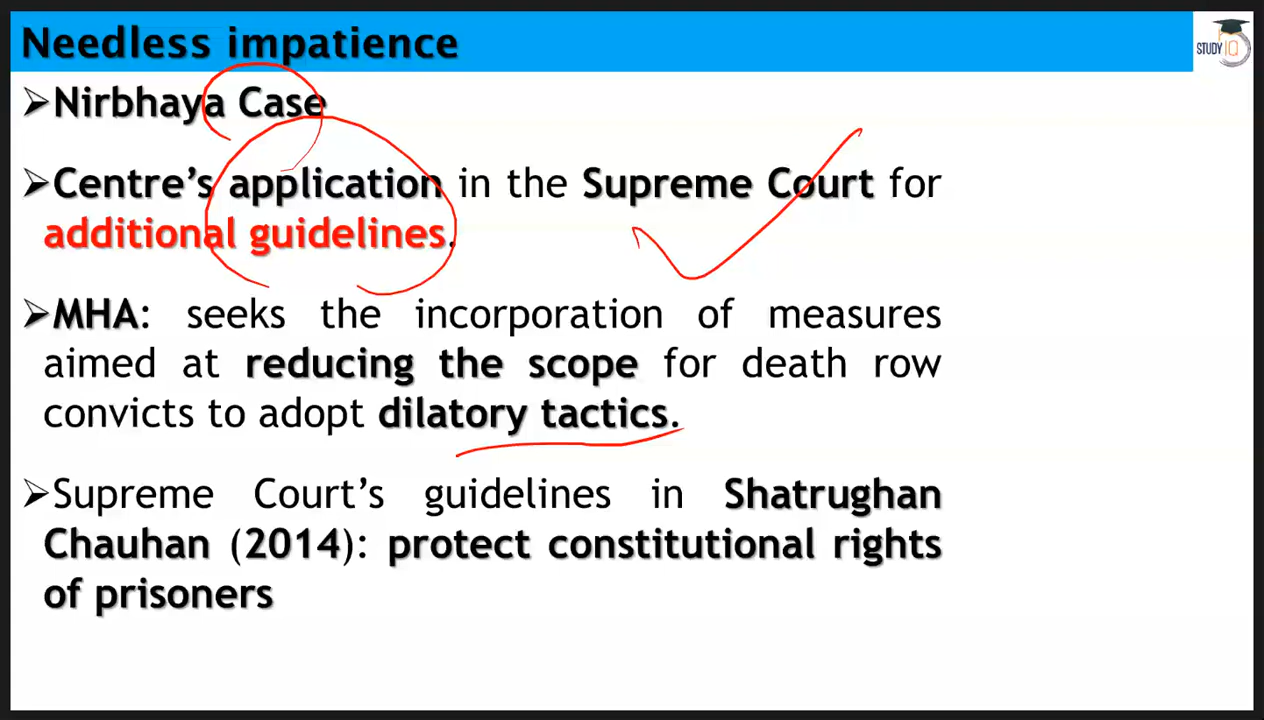 Needless impatience
STUDY IQ
➢Nirbhaya Case
➢Centre’s application in the Supreme Court for
additional guidelines.
➢MHA: seeks the incorporation of measures
aimed at reducing the scope for death row
convicts to adopt dilatory tactics.
➢Supreme Court’s guidelines in Shatrughan
Chauhan (2014): protect constitutional rights
of prisoners